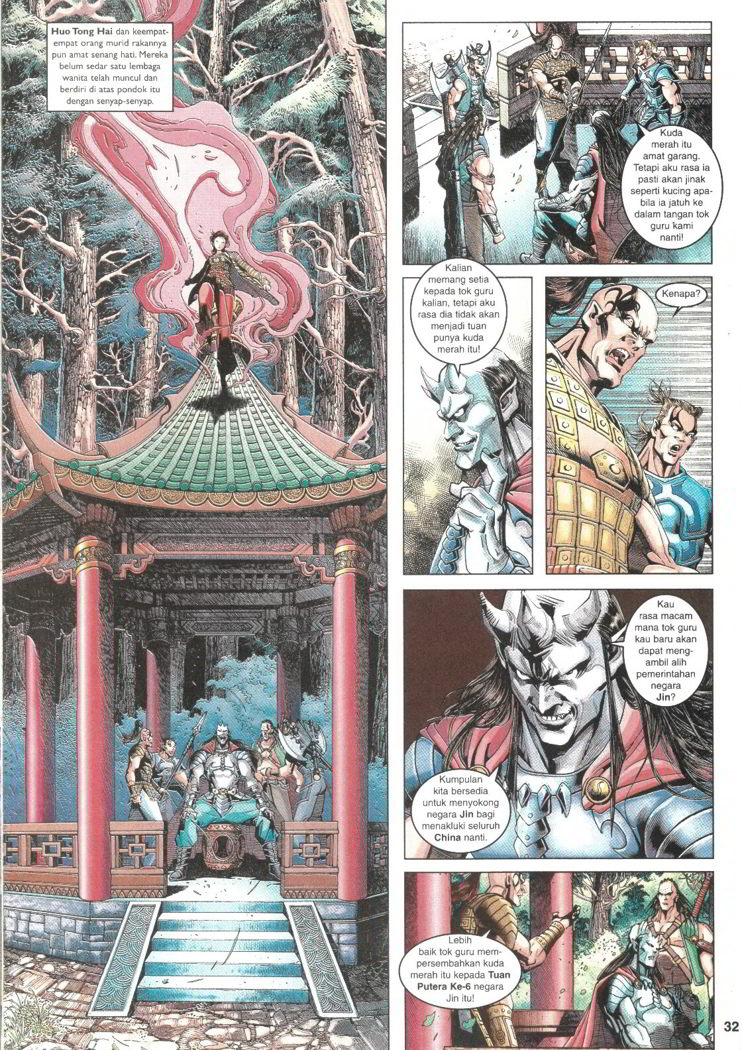 Huo Tong Hai dan keempat-
empat orang murid rakannya
pun amat senang hati. Mereka
belum sedar satu lembaga
wanita telah muncul dan
berdiri di atas pondok itu
dengan senyap-senyap.
Kuda
merah itu
amat garang.
Tetapi aku rasa ia
pasti akan jinak
seperti kucing apa-
bila ia jatuh ke
dalam tangan tok
guru kami
nanti!
Kalian
memang setia
kepada tok guru
kalian, tetapi aku
rasa dia tidak akan
menjadi tuan
punya kuda
merah itu!
Kenapa?
Kau
rasa macam
mana tok guru
kau baru akan
dapat meng-
ambil alih
pemerintahan
negara
Jin?
Kumpulan
kita bersedia
untuk menyokong
negara Jin bagi
menakluki seluruh
China nanti.
Lebih
baik tok guru mem-
persembahkan kuda
merah itu kepada Tuan
Putera Ke-6 negara
Jin itu!
32